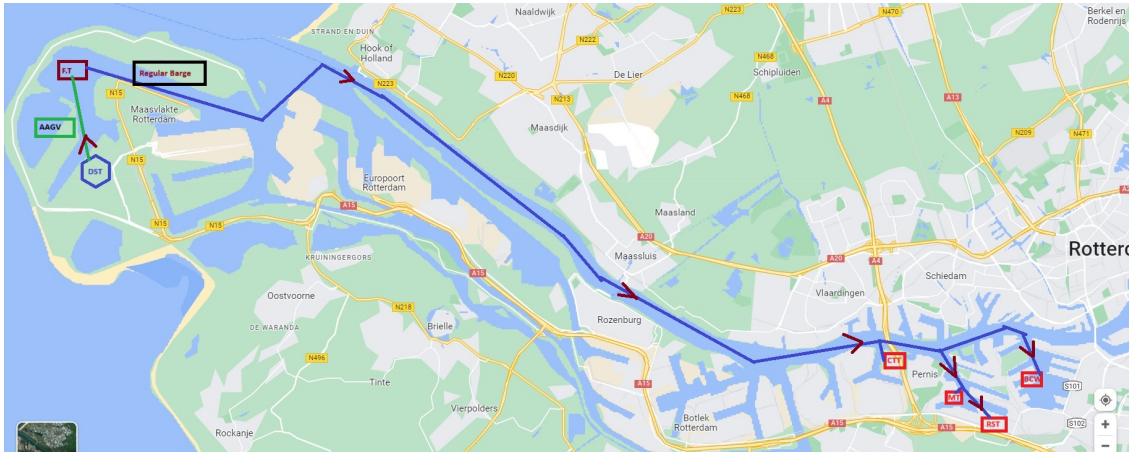 Naaldwijk
N223
N470
Berkel en
Rodenrijs
STRAND EN DUIN
Hook of
Holland
N222
N468
De Lier
Schipluiden
F.T
Regular Barge
N223
N220
N15
N213
N468
A4
A13
Maasvlakte
Rotterdam
Maasdijk
N209
AAGV
N471
N15
DST
Europoort
Rotterdam
A15
Maasland
N15
N15
A20
A20
A4
Rotterd
KRUININGERGORS
A15
Maassluis
Schiedam
Vlaardingen
Oostvoorne
N218
Rozenburg
DE WARANDA
Brielle
N496
CTT
Pernis
BCW
S101
Tinte
A15
MT
Vierpolders
Botlek
Rotterdam
A15
A15
RST
S102
Rockanje
+
−